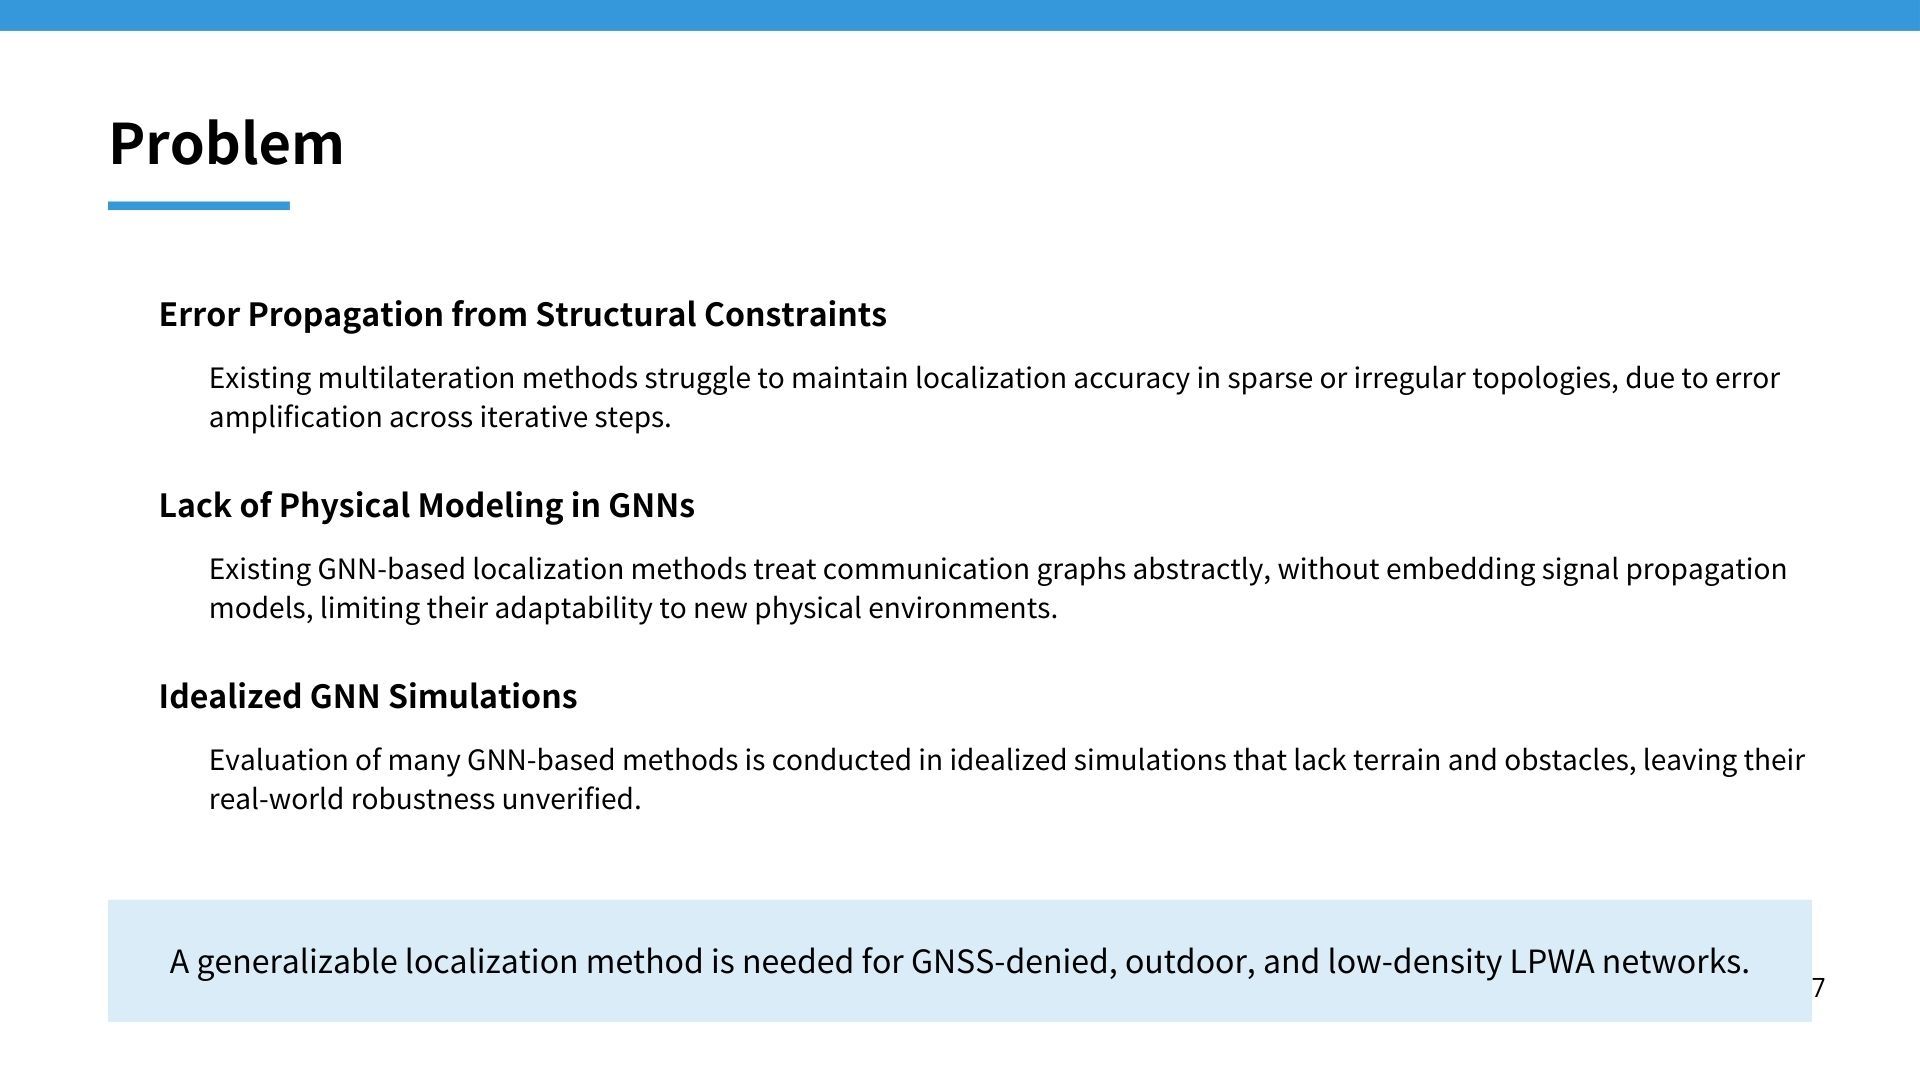 Problem
Error Propagation from Structural Constraints
Existing multilateration methods struggle to maintain localization accuracy in sparse or irregular topologies, due to error
amplification across iterative steps.
Lack of Physical Modeling in GNNs
Existing GNN-based localization methods treat communication graphs abstractly, without embedding signal propagation
models, limiting their adaptability to new physical environments.
Idealized GNN Simulations
Evaluation of many GNN-based methods is conducted in idealized simulations that lack terrain and obstacles, leaving their
real-world robustness unverified.
A generalizable localization method is needed for GNSS-denied, outdoor, and low-density LPWA networks.
7